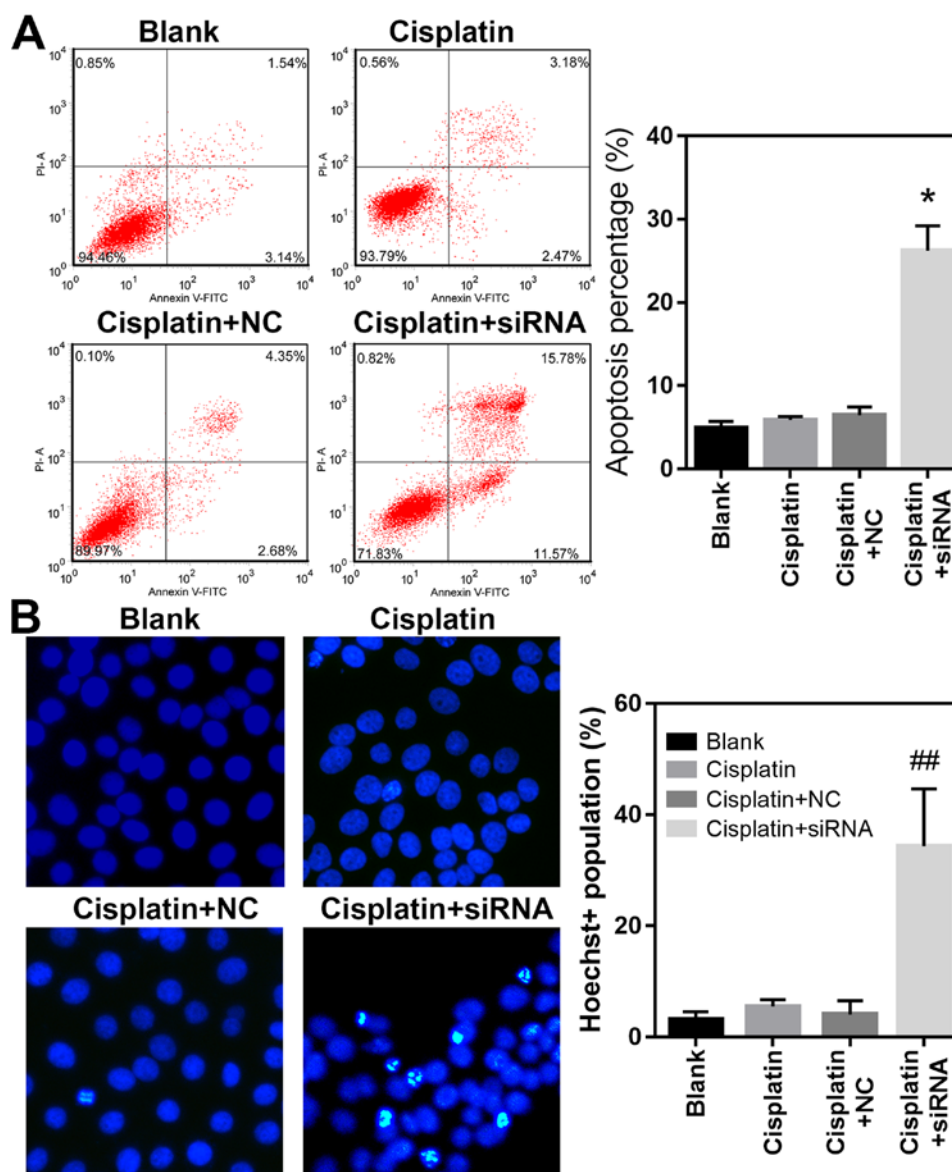 A
Blank
Cisplatin
0.85%
1.54%
94.46%
3.14%
PI- A
10⁰
10¹
10²
10³
10⁴
10⁰
10¹
10²
10³
10⁴
Annexin V-FITC
0.56%
3.18%
93.79%
2.47%
PI- A
10⁰
10¹
10²
10³
10⁴
10⁰
10¹
10²
10³
10⁴
Annexin V-FITC
Cisplatin+NC
Cisplatin+siRNA
0.10%
4.35%
89.97%
2.68%
PI- A
10⁰
10¹
10²
10³
10⁴
10⁰
10¹
10²
10³
10⁴
Annexin V-FITC
0.82%
15.78%
71.83%
11.57%
PI- A
10⁰
10¹
10²
10³
10⁴
10⁰
10¹
10²
10³
10⁴
Annexin V-FITC
Apoptosis percentage (%)
40
30
20
10
0
*
Blank
Cisplatin
Cisplatin
+NC
Cisplatin
+siRNA
B
Blank
Cisplatin
Cisplatin+NC
Cisplatin+siRNA
Hoechst+ population (%)
60
40
20
0
Blank
Cisplatin
Cisplatin+NC
Cisplatin+siRNA
##
Blank
Cisplatin
Cisplatin
+NC
Cisplatin
+siRNA